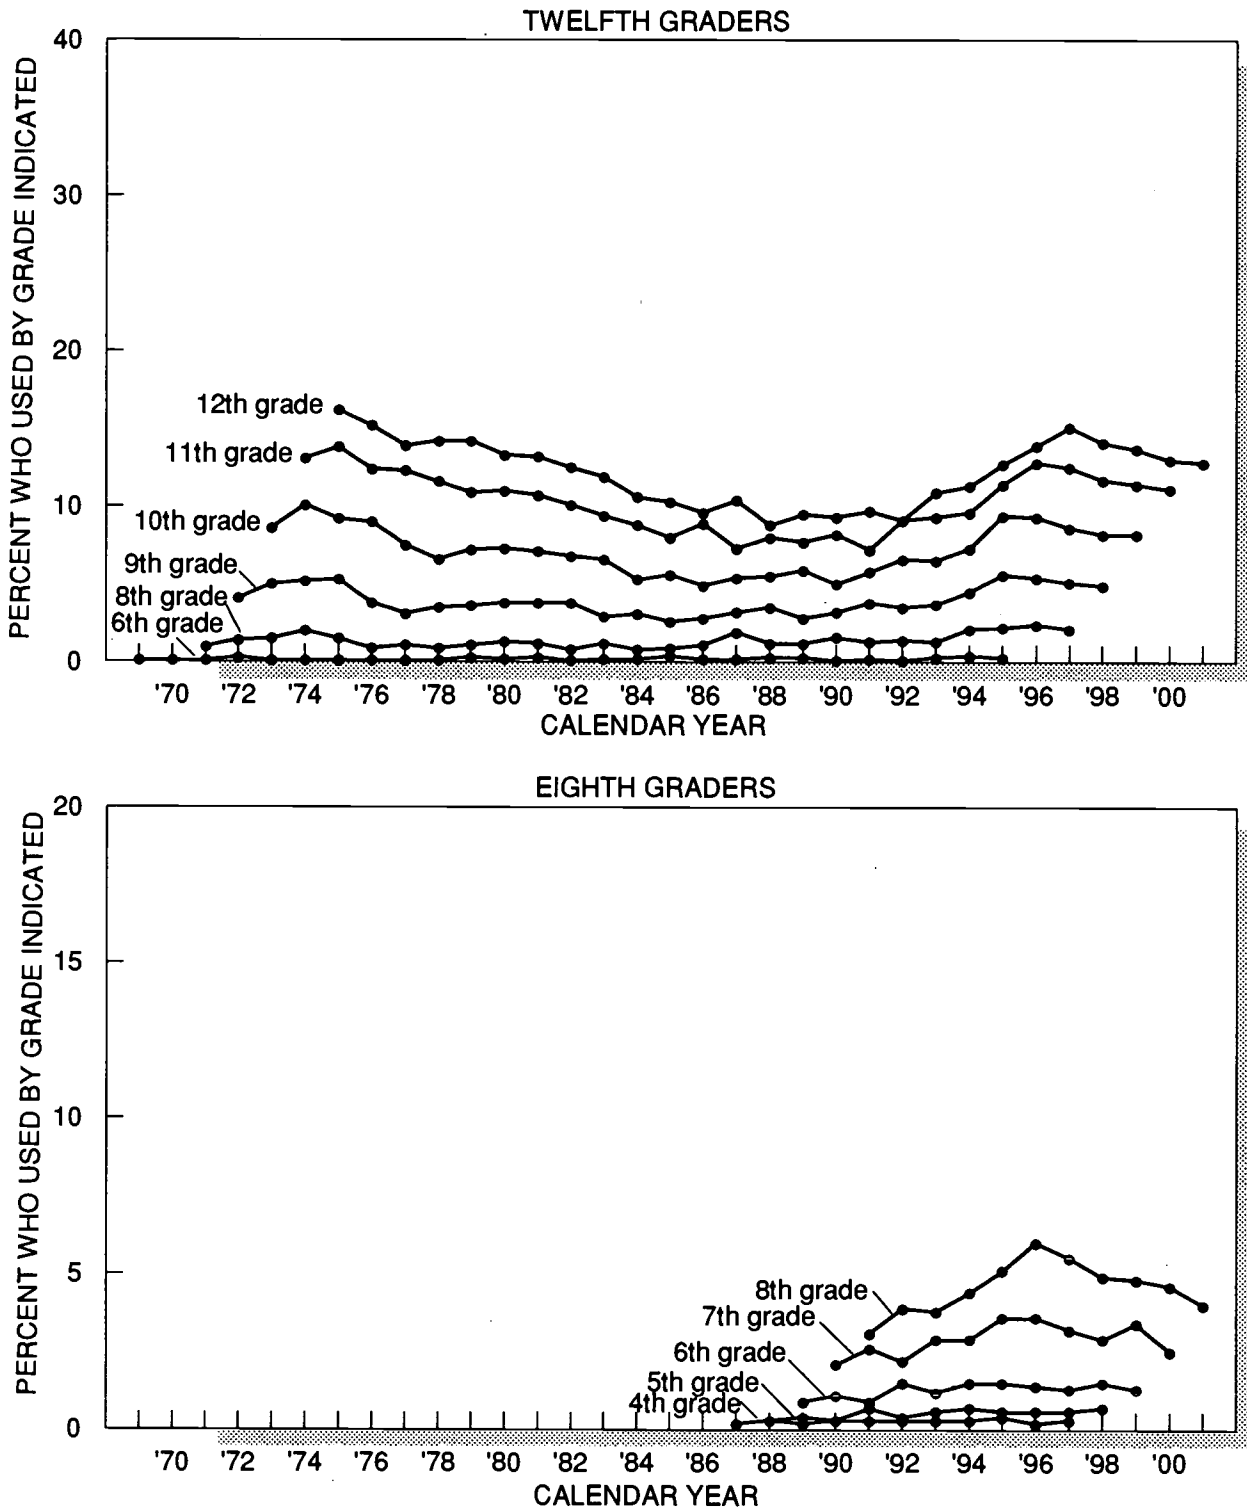 TWELFTH GRADERS
PERCENT WHO USED BY GRADE INDICATED
40
30
20
10
0
12th grade
11th grade
10th grade
9th grade
8th grade
6th grade
'70 '72 '74 '76 '78 '80 '82 '84 '86 '88 '90 '92 '94 '96 '98 '00
CALENDAR YEAR
EIGHTH GRADERS
PERCENT WHO USED BY GRADE INDICATED
20
15
10
5
0
8th grade
7th grade
6th grade
5th grade
4th grade
'70 '72 '74 '76 '78 '80 '82 '84 '86 '88 '90 '92 '94 '96 '98 '00
CALENDAR YEAR